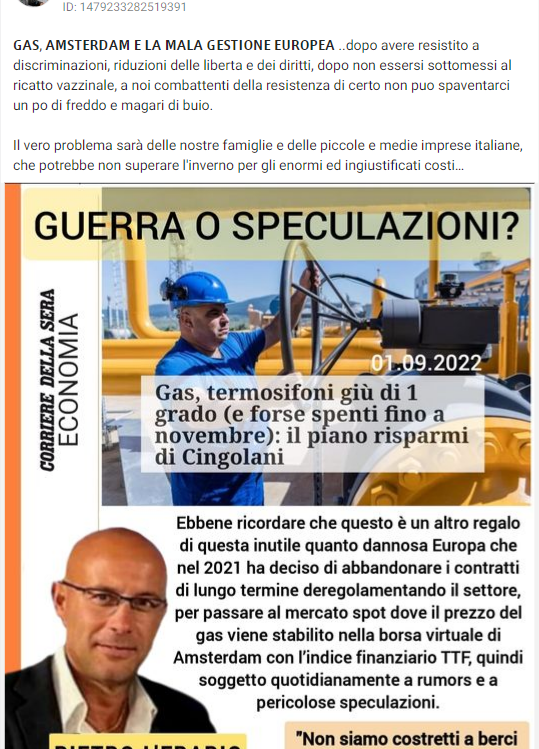 ID: 1479233282519391
GAS, AMSTERDAM E LA MALA GESTIONE EUROPEA ..dopo avere resistito a
discriminazioni, riduzioni delle liberta e dei diritti, dopo non essersi sottomessi al
ricatto vazzinale, a noi combattenti della resistenza di certo non puo spaventarci
un po di freddo e magari di buio.
Il vero problema sarà delle nostre famiglie e delle piccole e medie imprese italiane,
che potrebbe non superare l'inverno per gli enormi ed ingiustificati costi...
GUERRA O SPECULAZIONI?
CORRIERE DELLA SERA
ECONOMIA
01.09.2022
Gas, termosifoni giù di 1
grado (e forse spenti fino a
novembre): il piano risparmi
di Cingolani
Ebbene ricordare che questo è un altro regalo
di questa inutile quanto dannosa Europa che
nel 2021 ha deciso di abbandonare i contratti
di lungo termine deregolamentando il settore,
per passare al mercato spot dove il prezzo del
gas viene stabilito nella borsa virtuale di
Amsterdam con l'indice finanziario TTF, quindi
soggetto quotidianamente a rumors e a
pericolose speculazioni.
"Non siamo costretti a berci